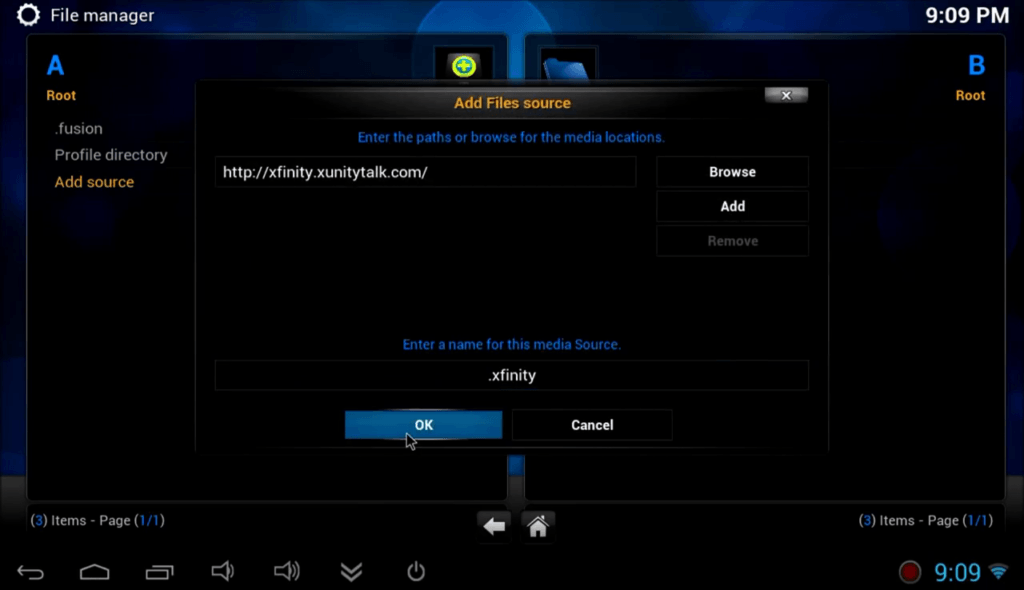 File manager
9:09 PM
A
B
Root
Root
.fusion
Profile directory
Add source
Add Files source
Enter the paths or browse for the media locations.
http://xfinity.xunitytalk.com/
Browse
Add
Remove
Enter a name for this media Source.
.xfinity
OK
Cancel
(3) Items - Page (1/1)
(3) Items - Page (1/1)
9:09